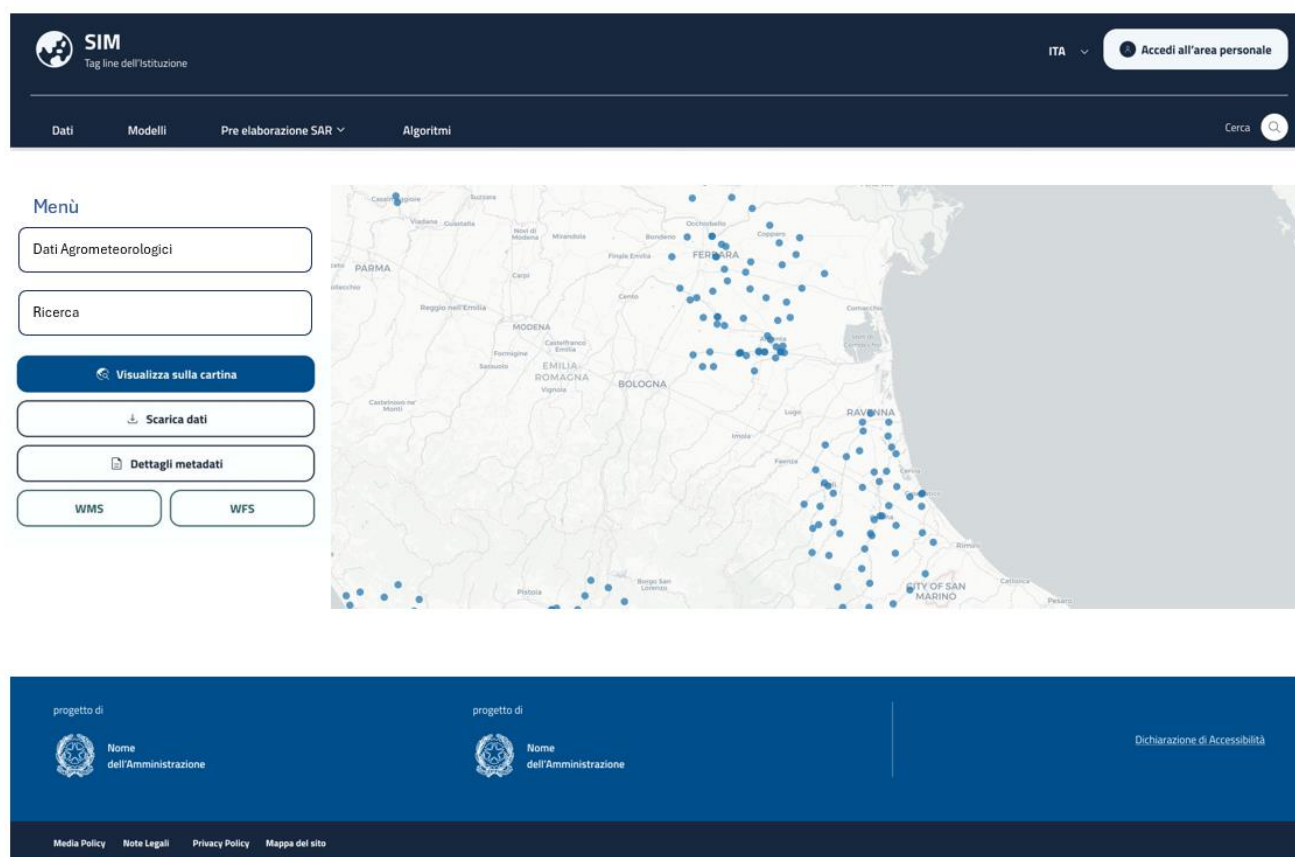 SIM
Tag line dell'Istituzione
ITA
Accedi all'area personale
Dati
Modelli
Pre elaborazione SAR
Algoritmi
Cerca
Menù
Dati Agrometeorologici
Ricerca
Visualizza sulla cartina
Scarica dati
Dettagli metadati
WMS
WFS
Suzzara
Viadana
Guastalla
Novi di
Modena
Mirandola
Bondeno
Occhiobello
Copparo
Finale Emilia
FERRARA
PARMA
Carpi
Cento
Reggio nell'Emilia
Comacchio
MODENA
Castelfranco
Emilia
Formigine
Sassuolo
EMILIA-
ROMAGNA
Vignola
BOLOGNA
Castelnovo ne'
Monti
Lugo
RAVENNA
Imola
Faenza
Cervia
Rimini
Borgo San
Lorenzo
Pistoia
CITY OF SAN
MARINO
Cattolica
Pesaro
progetto di
Nome
dell'Amministrazione
progetto di
Nome
dell'Amministrazione
Dichiarazione di Accessibilità
Media Policy
Note Legali
Privacy Policy
Mappa del sito